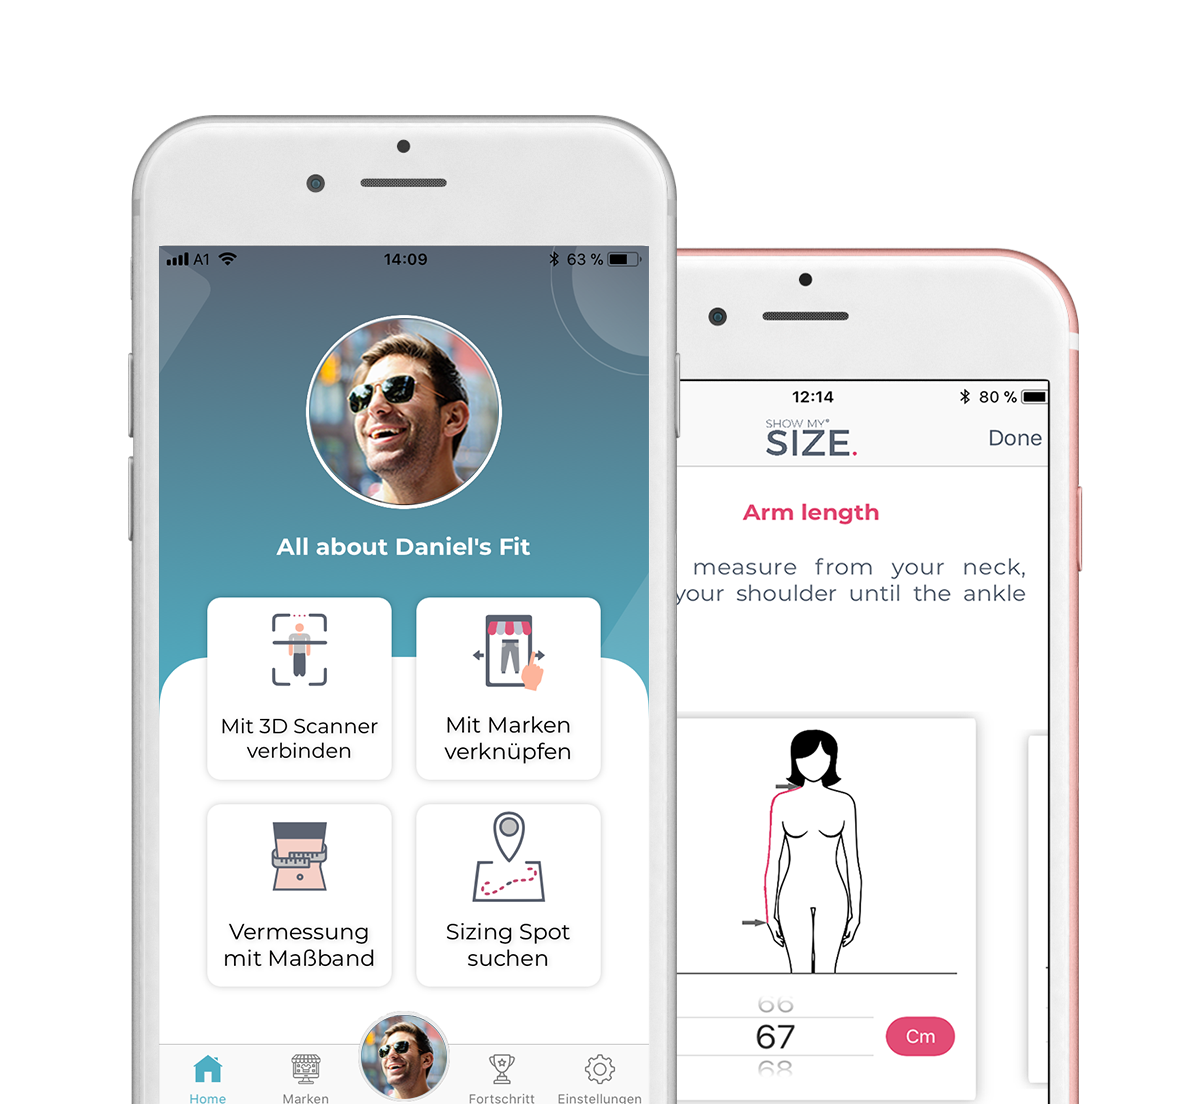 A1
14:09
63 %
All about Daniel's Fit
Mit 3D Scanner
verbinden
Mit Marken
verknüpfen
Vermessung
mit Maßband
Sizing Spot
suchen
Home
Marken
Fortschritt
Einstellungen
12:14
80 %
SHOW MY
SIZE.
Done
Arm length
measure from your neck,
your shoulder until the ankle
66
67
68
Cm